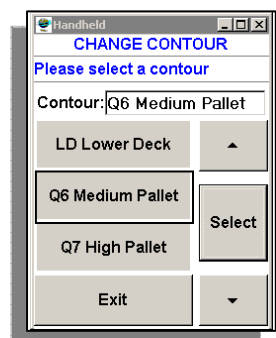 Handheld
CHANGE CONTOUR
Please select a contour
Contour: Q6 Medium Pallet
LD Lower Deck
Q6 Medium Pallet
Select
Q7 High Pallet
Exit